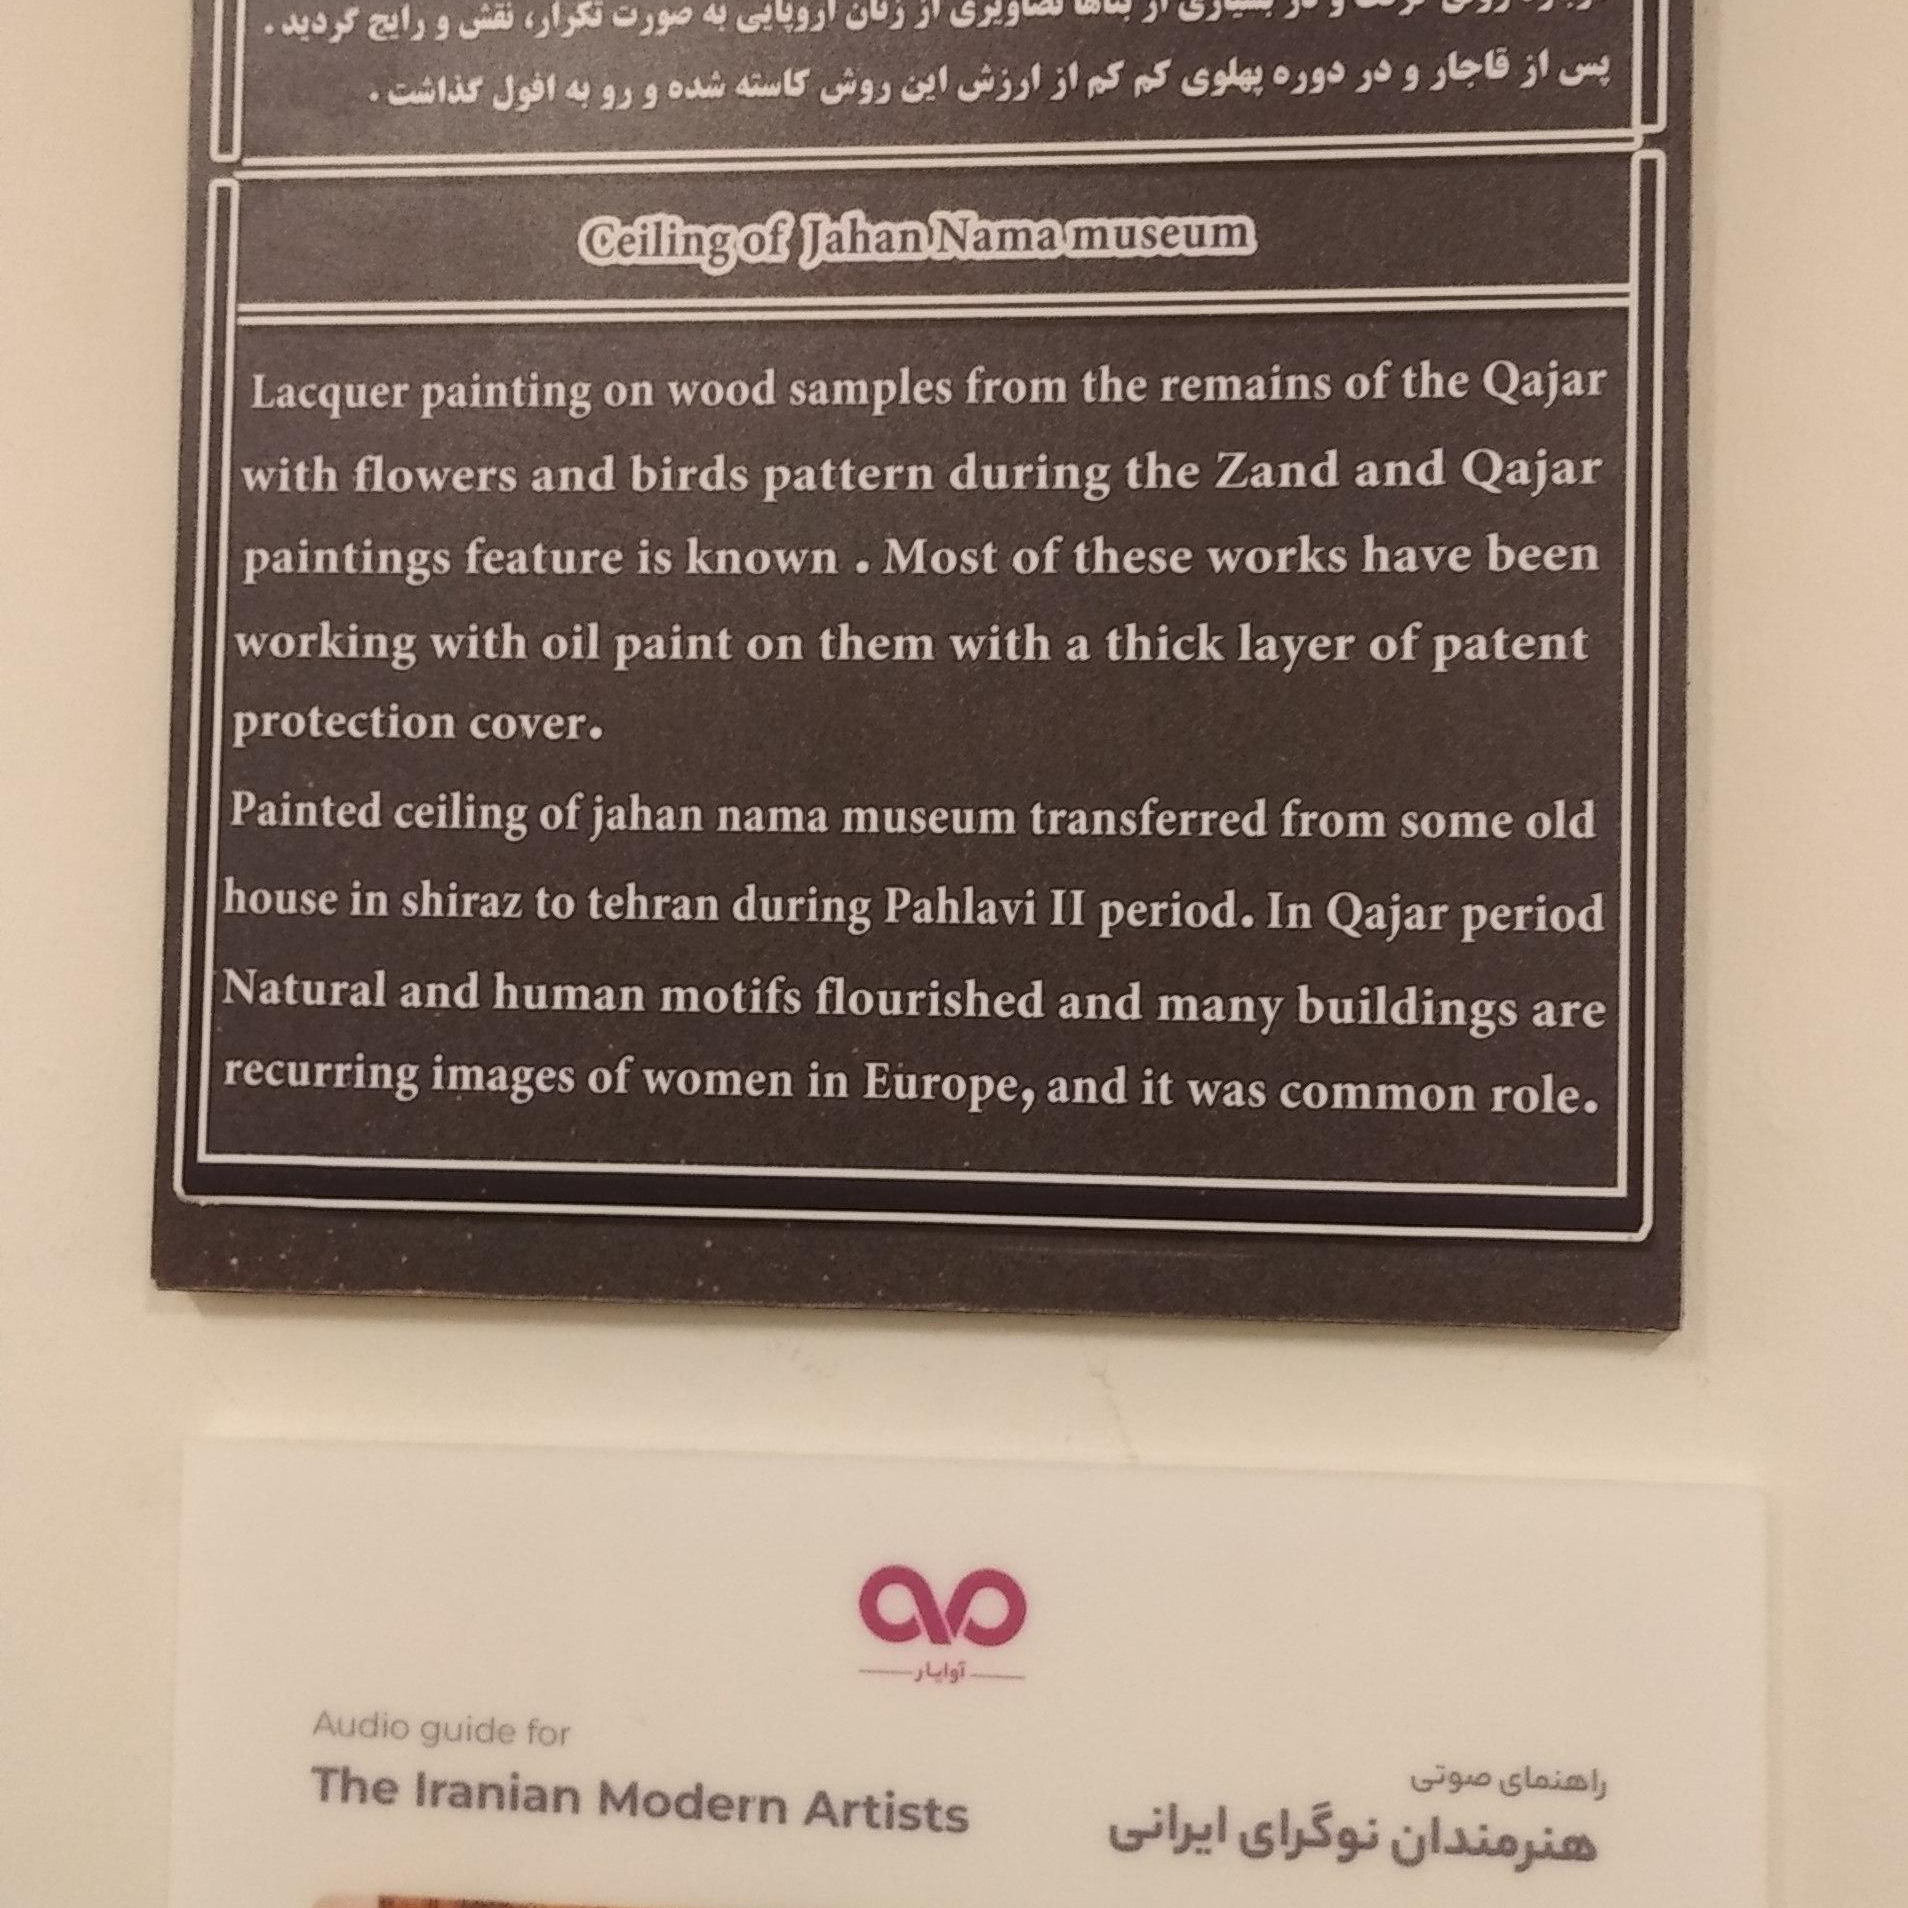 در بسیاری از بناها تصاویری از زنان اروپایی به صورت تکرار، نقش و رایج گردید.
پس از قاجار و در دوره پهلوی کم کم از ارزش این روش کاسته شده و رو به افول گذاشت.
Ceiling of Jahan Nama museum
Lacquer painting on wood samples from the remains of the Qajar
with flowers and birds pattern during the Zand and Qajar
paintings feature is known . Most of these works have been
working with oil paint on them with a thick layer of patent
protection cover.
Painted ceiling of jahan nama museum transferred from some old
house in shiraz to tehran during Pahlavi II period. In Qajar period
Natural and human motifs flourished and many buildings are
recurring images of women in Europe, and it was common role.
آوایار
Audio guide for
The Iranian Modern Artists
راهنمای صوتی
هنرمندان نوگرای ایرانی